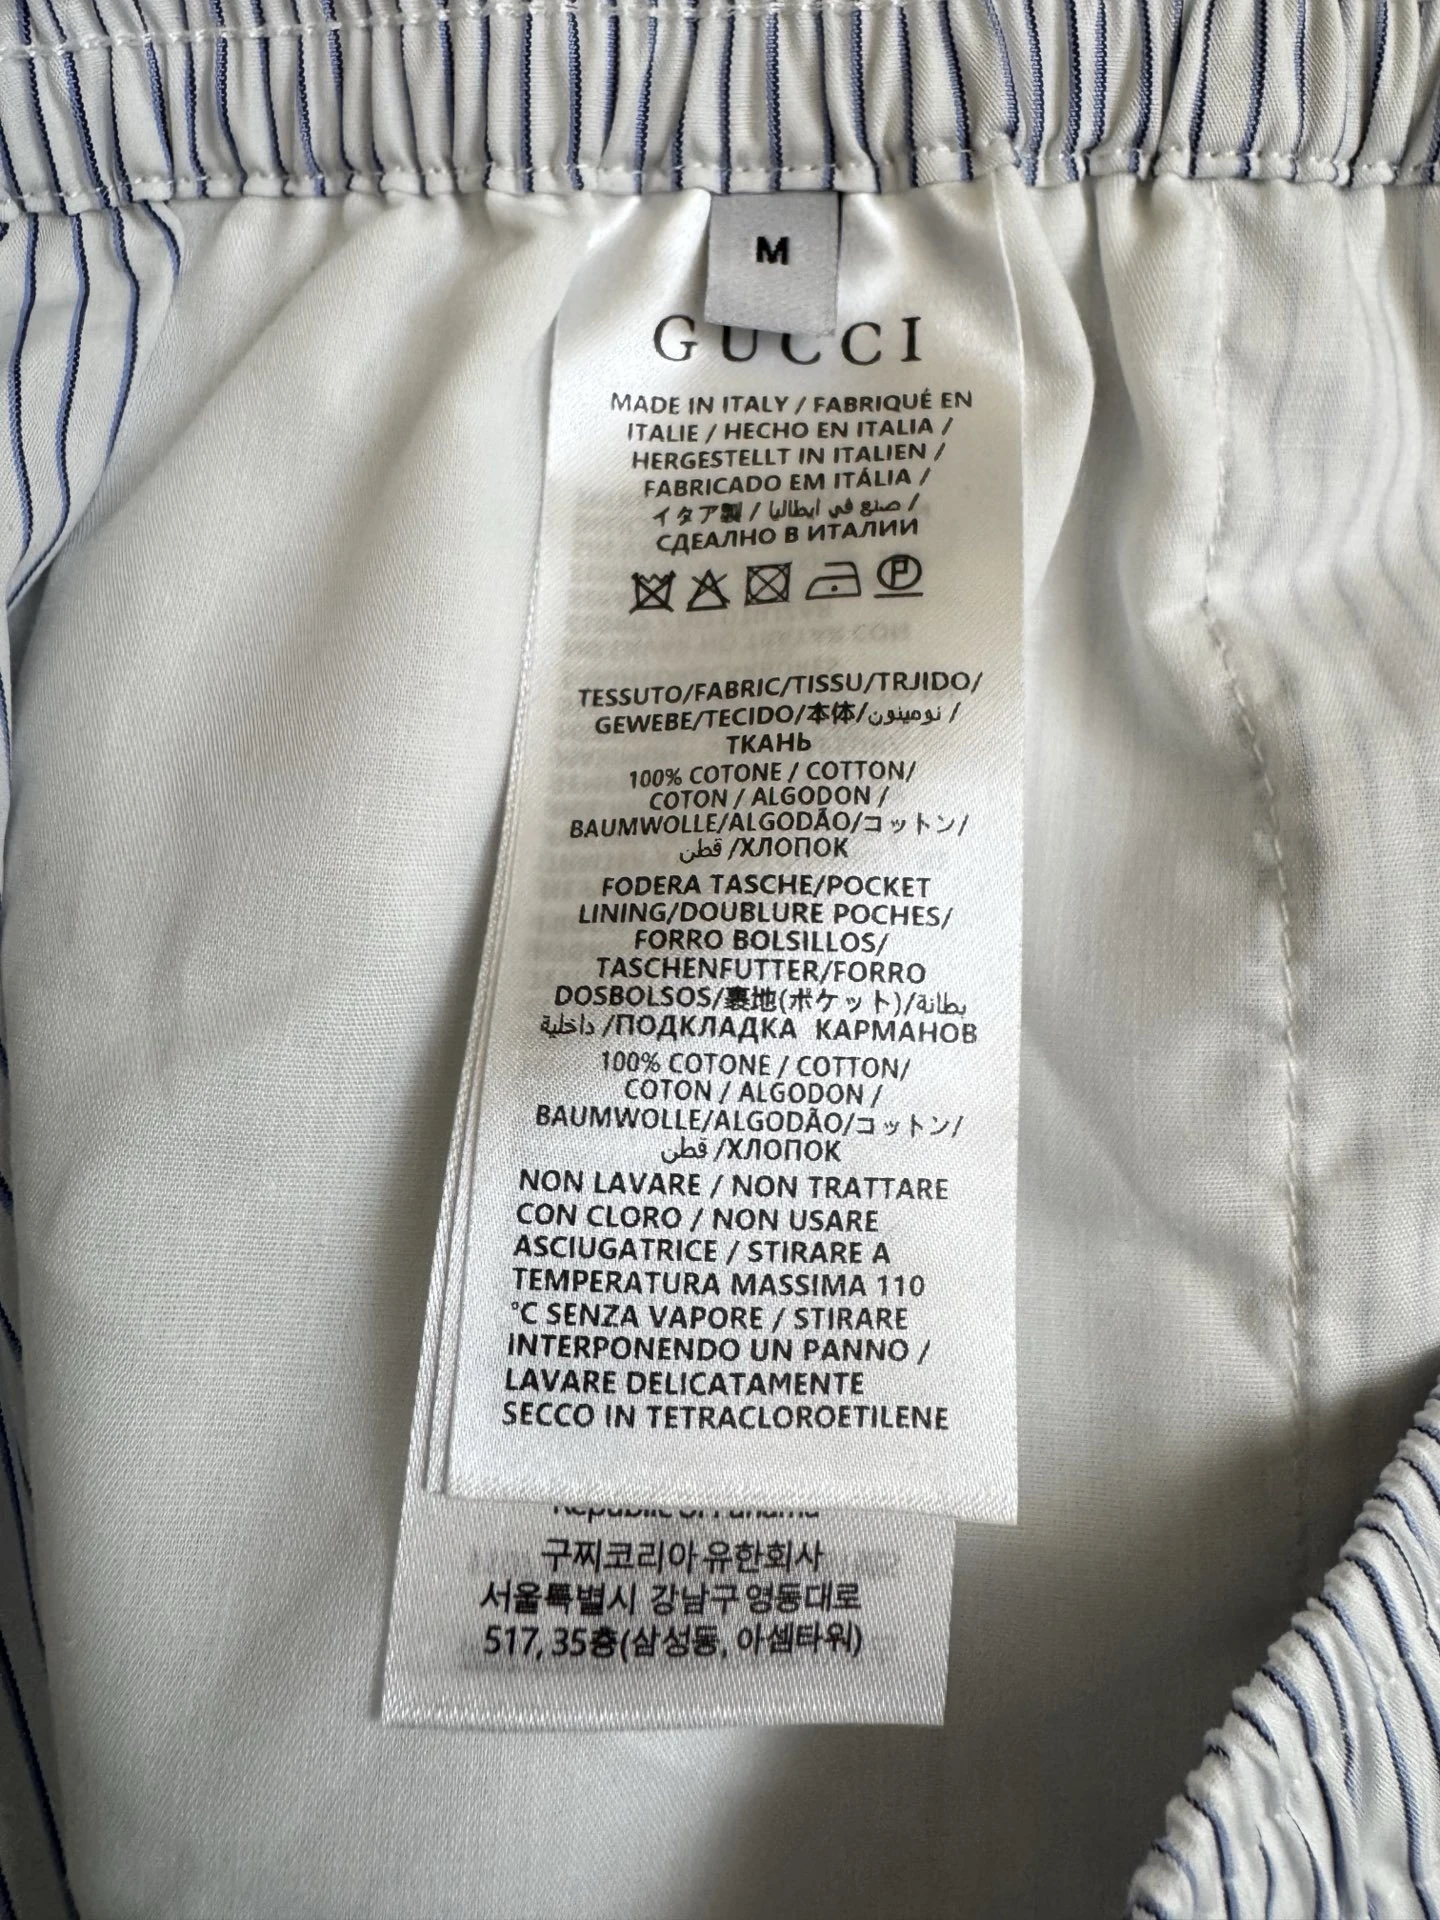 M
GUCCI
MADE IN ITALY / FABRIQUÉ EN
ITALIE / HECHO EN ITALIA /
HERGESTELLT IN ITALIEN /
FABRICADO EM ITÁLIA /
イタア製 / صنع في ايطاليا /
СДЕАЛНО В ИТАЛИИ
P
TESSUTO/FABRIC/TISSU/TRJIDO/
GEWEBE/TECIDO/本体/نومينون /
ТКАНЬ
100% COTONE / COTTON/
COTON / ALGODON /
BAUMWOLLE/ALGODÃO/コットン/
قطن /ХЛОПОК
FODERA TASCHE/POCKET
LINING/DOUBLURE POCHES/
FORRO BOLSILLOS/
TASCHENFUTTER/FORRO
DOSBOLSOS/裏地(ポケット)/بطانة
داخلية /ПОДКЛАДКА КАРМАНОВ
100% COTONE / COTTON/
COTON / ALGODON /
BAUMWOLLE/ALGODÃO/コットン/
قطن /ХЛОПОК
NON LAVARE / NON TRATTARE
CON CLORO / NON USARE
ASCIUGATRICE / STIRARE A
TEMPERATURA MASSIMA 110
°C SENZA VAPORE / STIRARE
INTERPONENDO UN PANNO /
LAVARE DELICATAMENTE
SECCO IN TETRACLOROETILENE
Republic of Panama
구찌코리아유한회사
서울특별시 강남구영동대로
517, 35층(삼성동, 아셈타워)